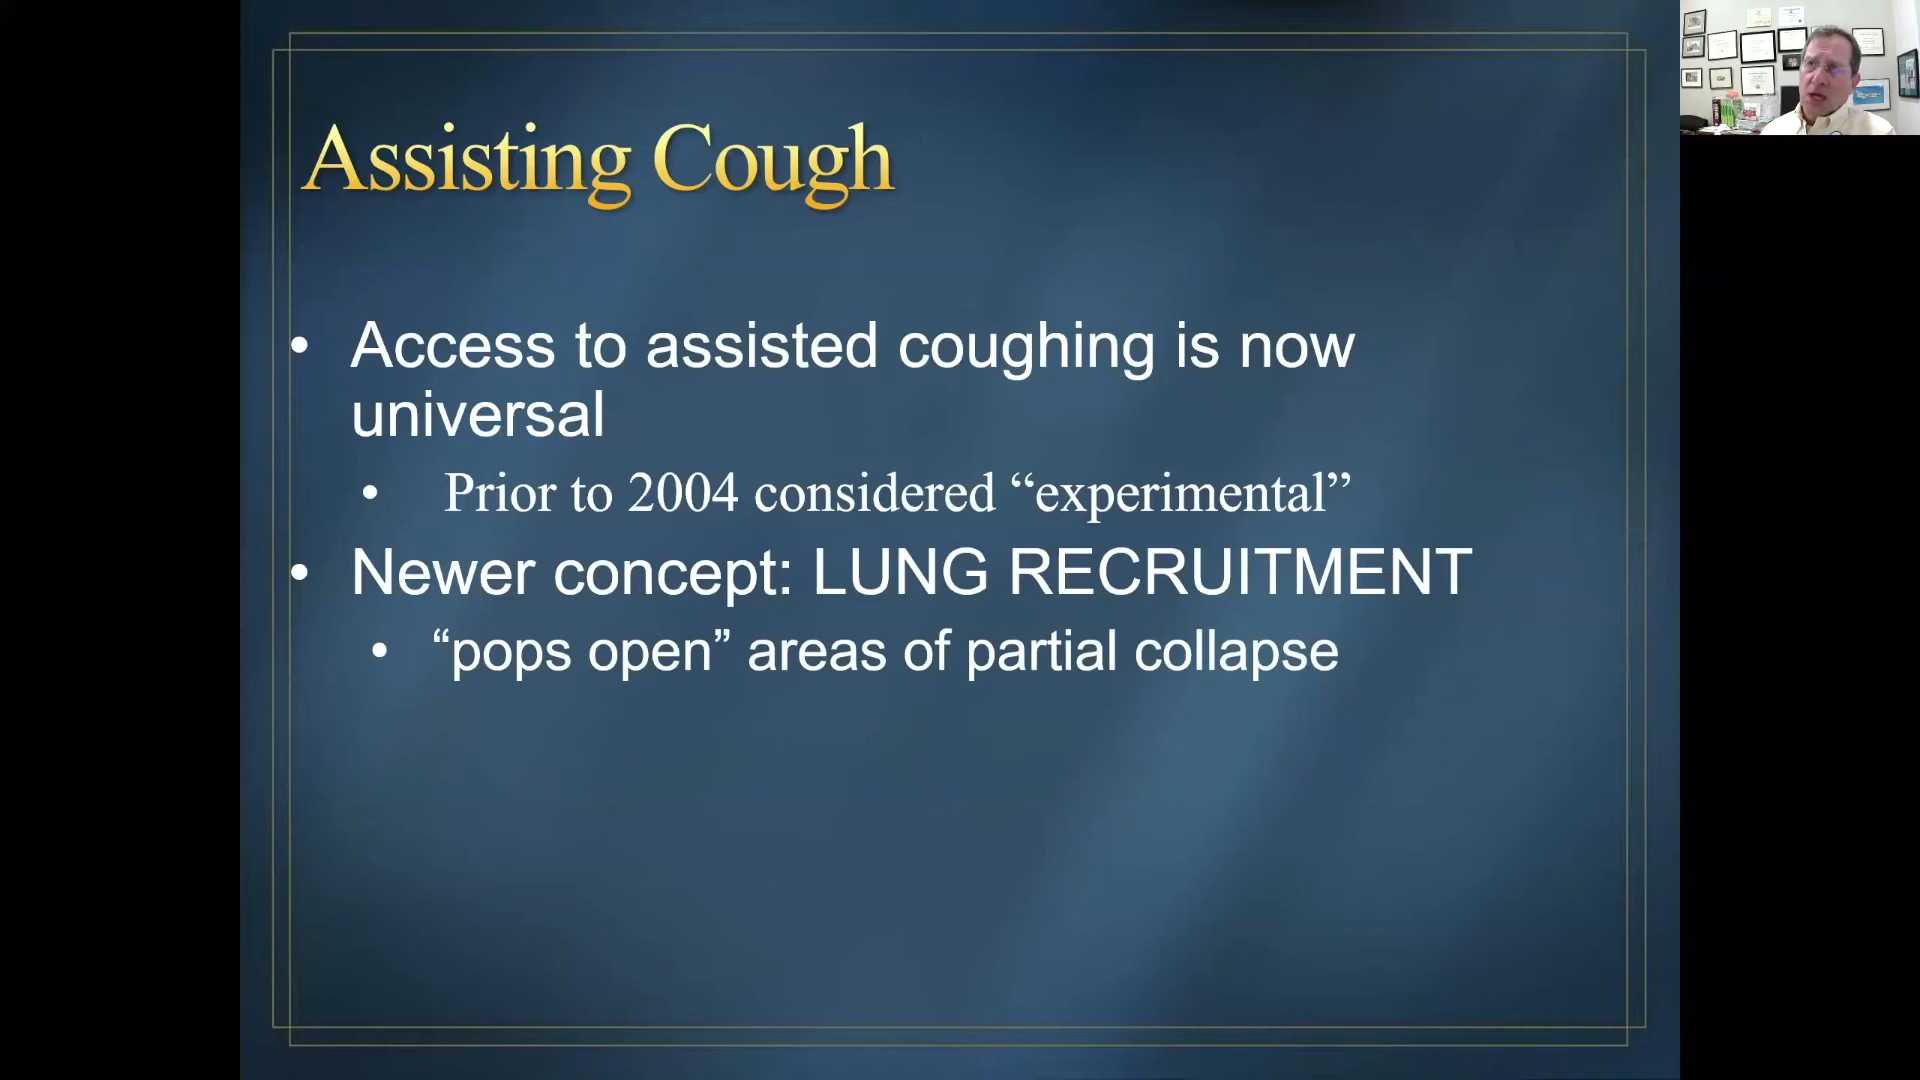 Assisting Cough
• Access to assisted coughing is now
universal
• Prior to 2004 considered “experimental”
• Newer concept: LUNG RECRUITMENT
• “pops open” areas of partial collapse